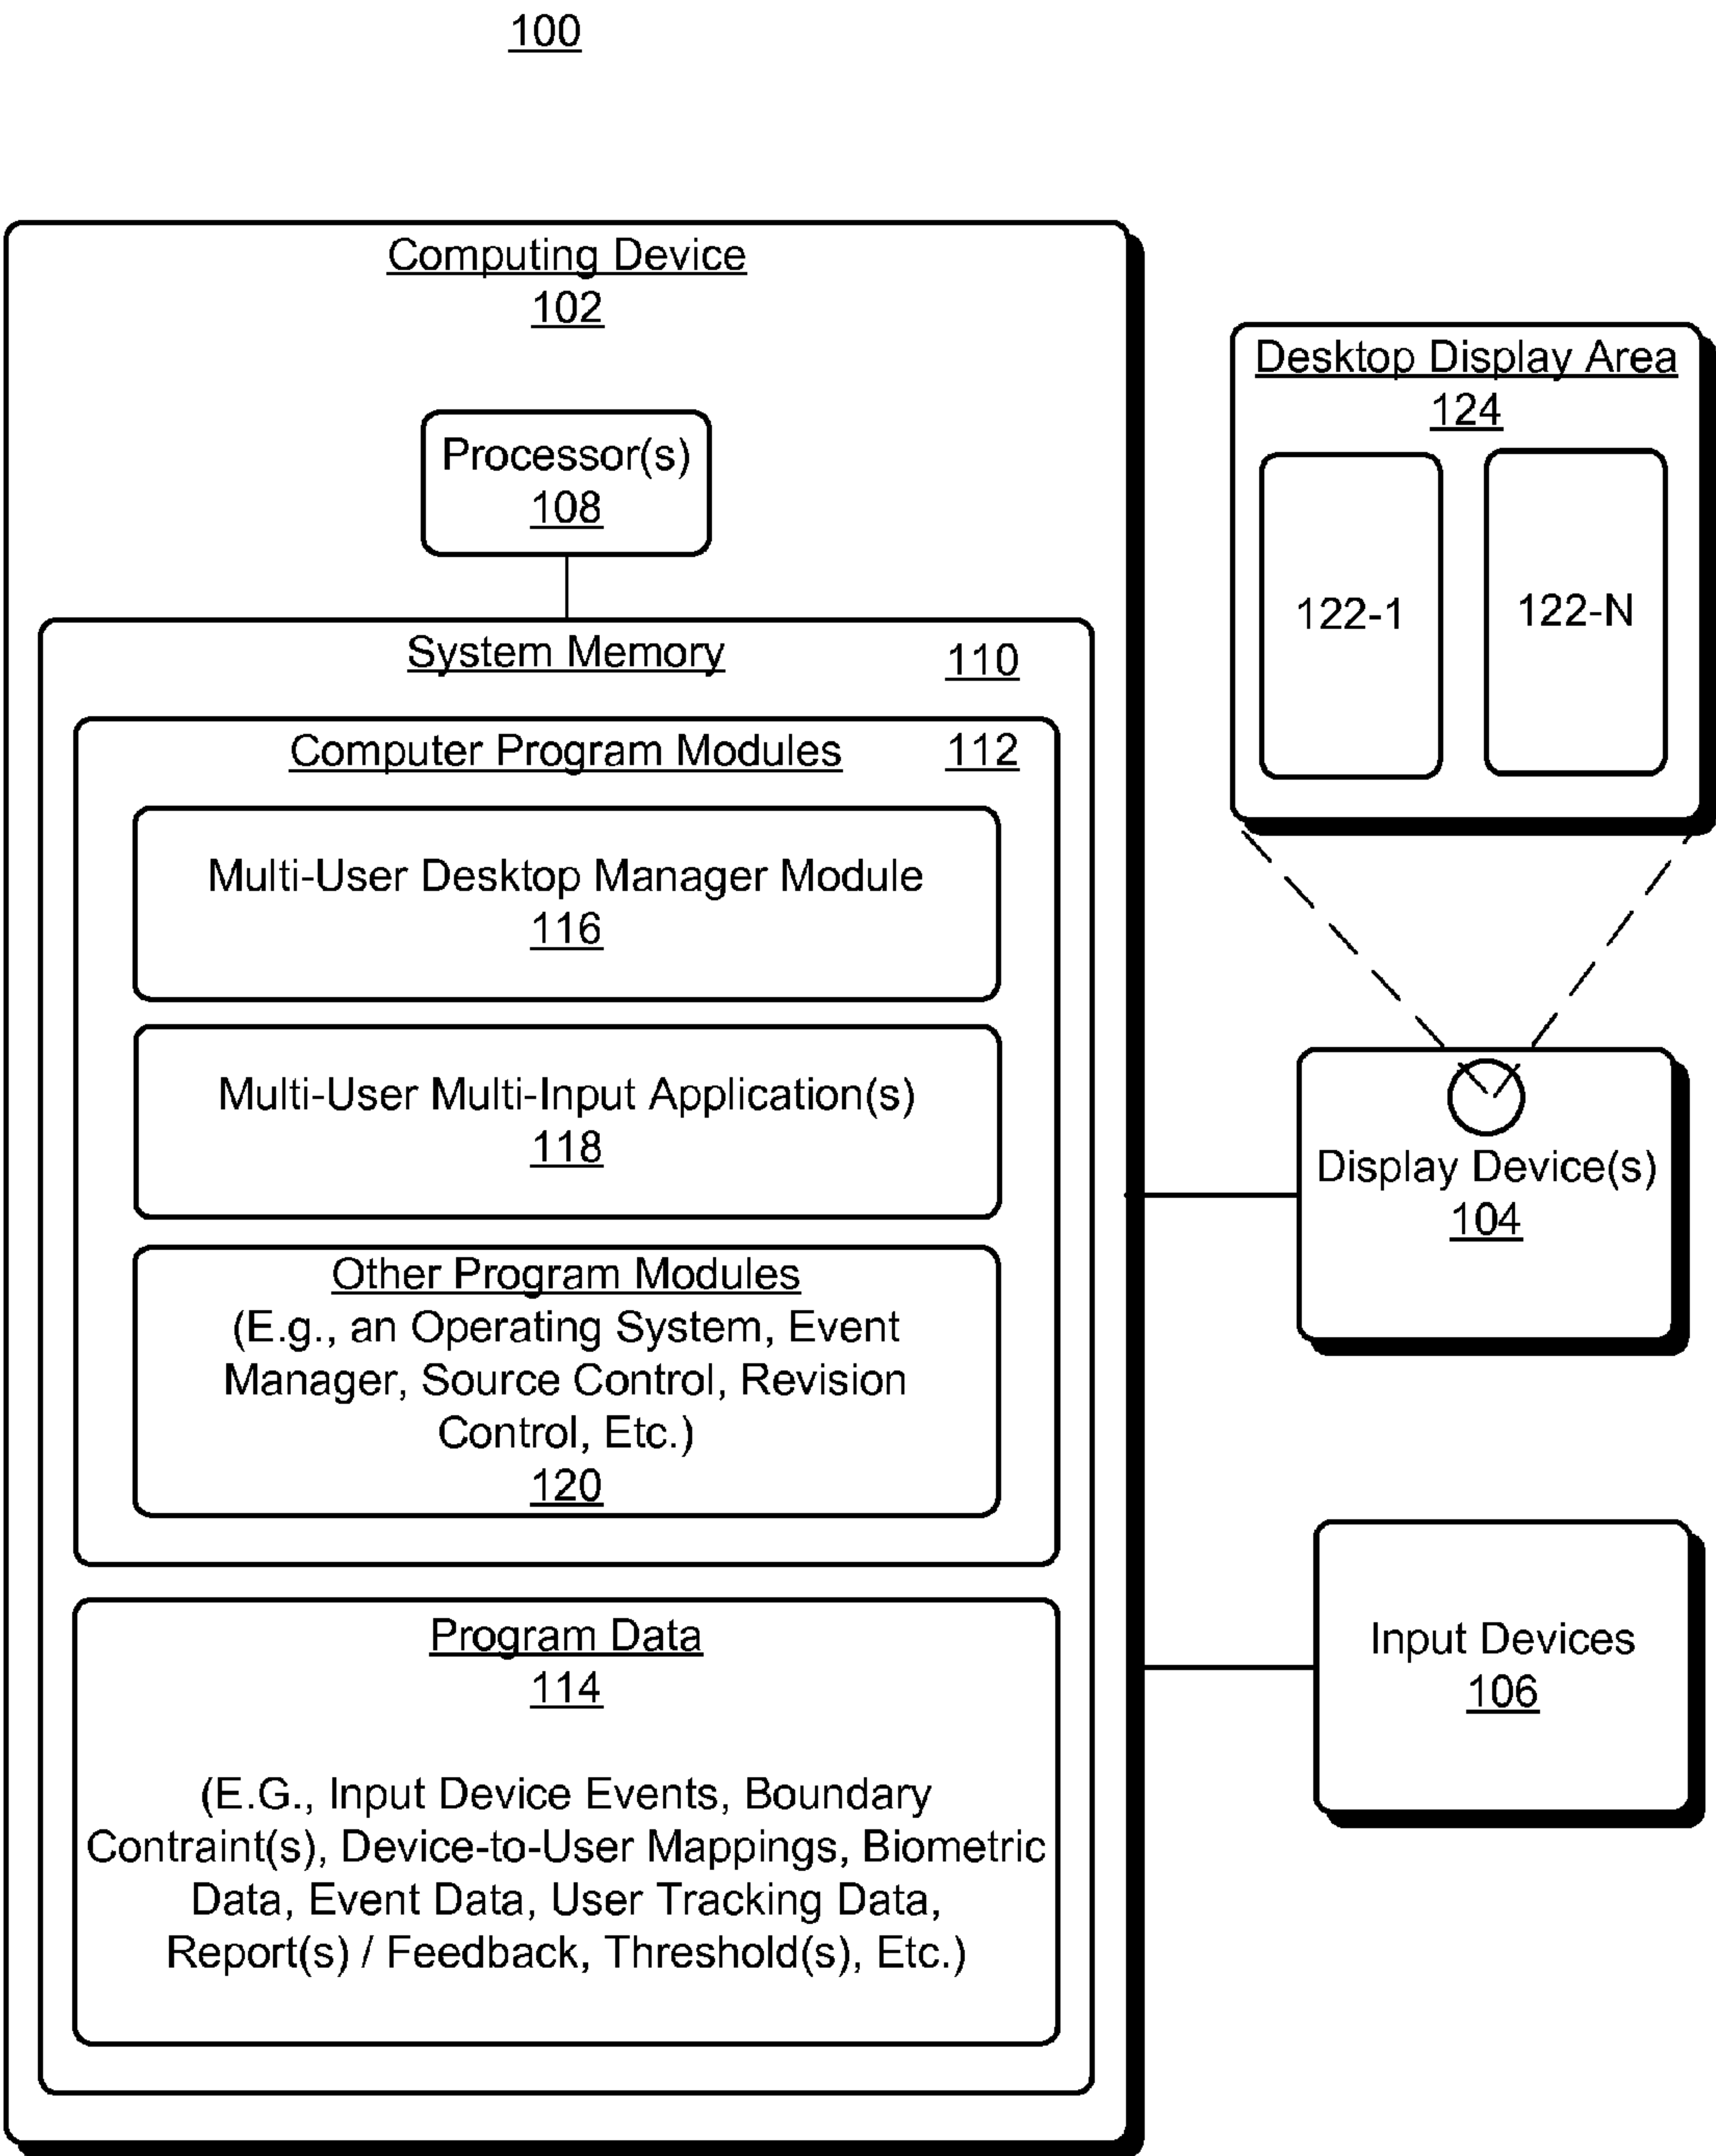 100
Computing Device
102
Processor(s)
108
System Memory 110
Computer Program Modules 112
Multi-User Desktop Manager Module
116
Multi-User Multi-Input Application(s)
118
Other Program Modules
(E.g., an Operating System, Event
Manager, Source Control, Revision
Control, Etc.)
120
Program Data
114
(E.G., Input Device Events, Boundary
Contraint(s), Device-to-User Mappings, Biometric
Data, Event Data, User Tracking Data,
Report(s) / Feedback, Threshold(s), Etc.)
Desktop Display Area
124
122-1
122-N
Display Device(s)
104
Input Devices
106